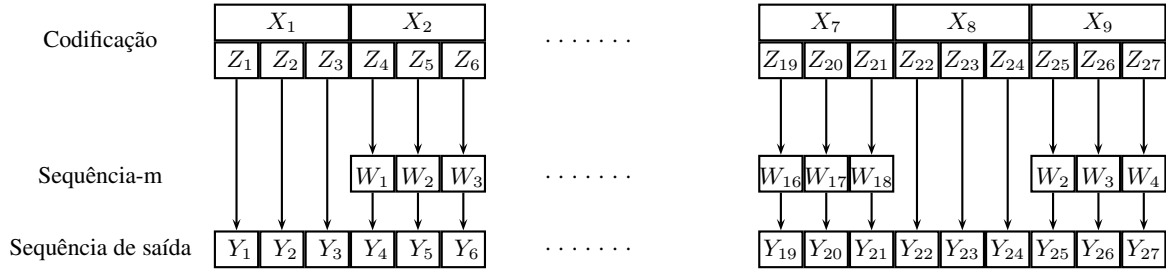 X₁ X₂ X₇ X₈ X₉
Codificação . . . . . . .
Z₁ Z₂ Z₃ Z₄ Z₅ Z₆ Z₁₉ Z₂₀ Z₂₁ Z₂₂ Z₂₃ Z₂₄ Z₂₅ Z₂₆ Z₂₇
Sequência-m W₁ W₂ W₃ . . . . . . . W₁₆ W₁₇ W₁₈ W₂ W₃ W₄
Sequência de saída Y₁ Y₂ Y₃ Y₄ Y₅ Y₆ . . . . . . . Y₁₉ Y₂₀ Y₂₁ Y₂₂ Y₂₃ Y₂₄ Y₂₅ Y₂₆ Y₂₇